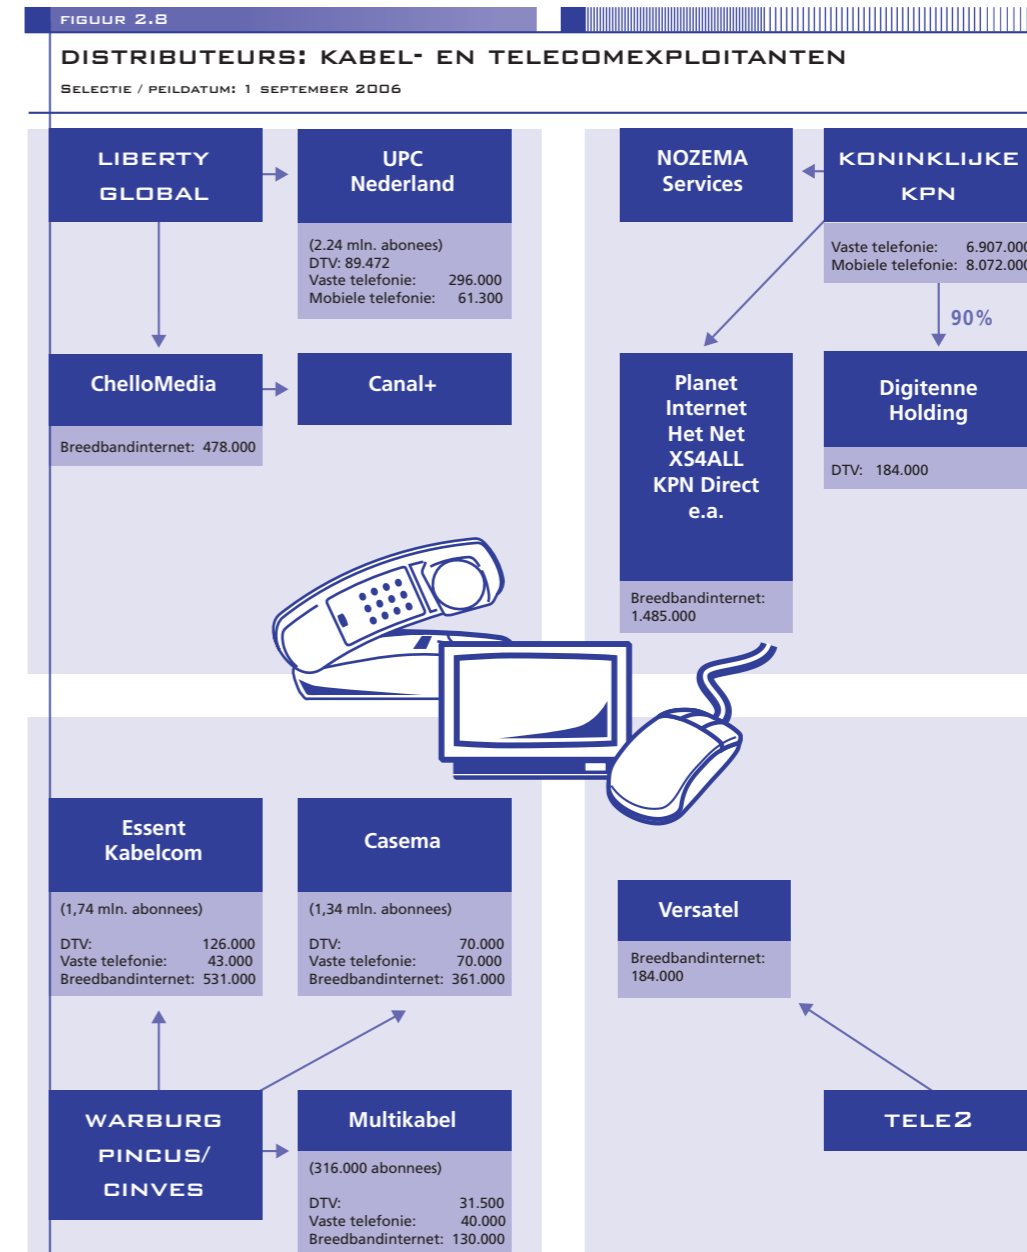 FIGUUR 2.8
DISTRIBUTEURS: KABEL- EN TELECOMEXPLOITANTEN
SELECTIE / PEILDATUM: 1 SEPTEMBER 2006
LIBERTY
GLOBAL
UPC
Nederland
(2.24 mln. abonees)
DTV: 89.472
Vaste telefonie: 296.000
Mobiele telefonie: 61.300
ChelloMedia
Breedbandinternet: 478.000
Canal+
NOZEMA
Services
KONINKLIJKE
KPN
Vaste telefonie: 6.907.000
Mobiele telefonie: 8.072.000
90%
Planet
Internet
Het Net
XS4ALL
KPN Direct
e.a.
Breedbandinternet:
1.485.000
Digitenne
Holding
DTV: 184.000
Essent
Kabelcom
(1,74 mln. abonnees)
DTV: 126.000
Vaste telefonie: 43.000
Breedbandinternet: 531.000
Casema
(1,34 mln. abonnees)
DTV: 70.000
Vaste telefonie: 70.000
Breedbandinternet: 361.000
WARBURG
PINCUS/
CINVES
Multikabel
(316.000 abonnees)
DTV: 31.500
Vaste telefonie: 40.000
Breedbandinternet: 130.000
Versatel
Breedbandinternet:
184.000
TELE2